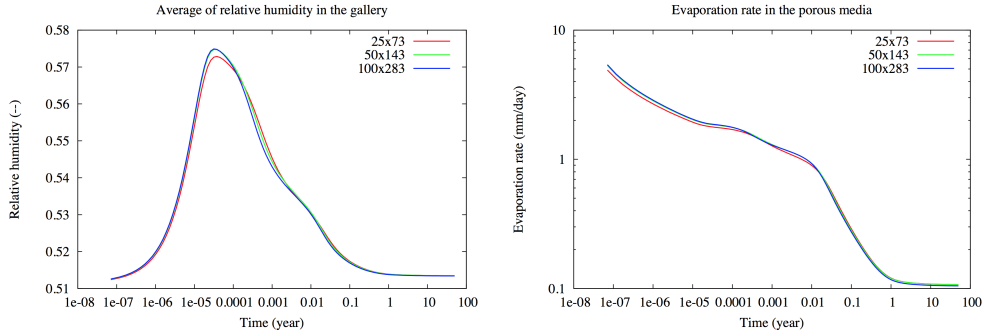 Average of relative humidity in the gallery
0.58
0.57
0.56
0.55
0.54
0.53
0.52
0.51
Relative humidity (--)
25x73
50x143
100x283
1e-08 1e-07 1e-06 1e-05 0.0001 0.001 0.01 0.1 1 10 100
Time (year)
Evaporation rate in the porous media
10
1
0.1
Evaporation rate (mm/day)
25x73
50x143
100x283
1e-08 1e-07 1e-06 1e-05 0.0001 0.001 0.01 0.1 1 10 100
Time (year)